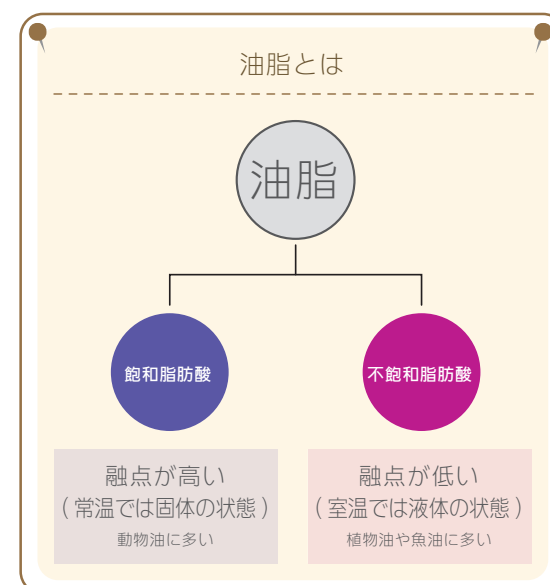 油脂とは
油脂
飽和脂肪酸
不飽和脂肪酸
融点が高い
(常温では固体の状態)
動物油に多い
融点が低い
(室温では液体の状態)
植物油や魚油に多い